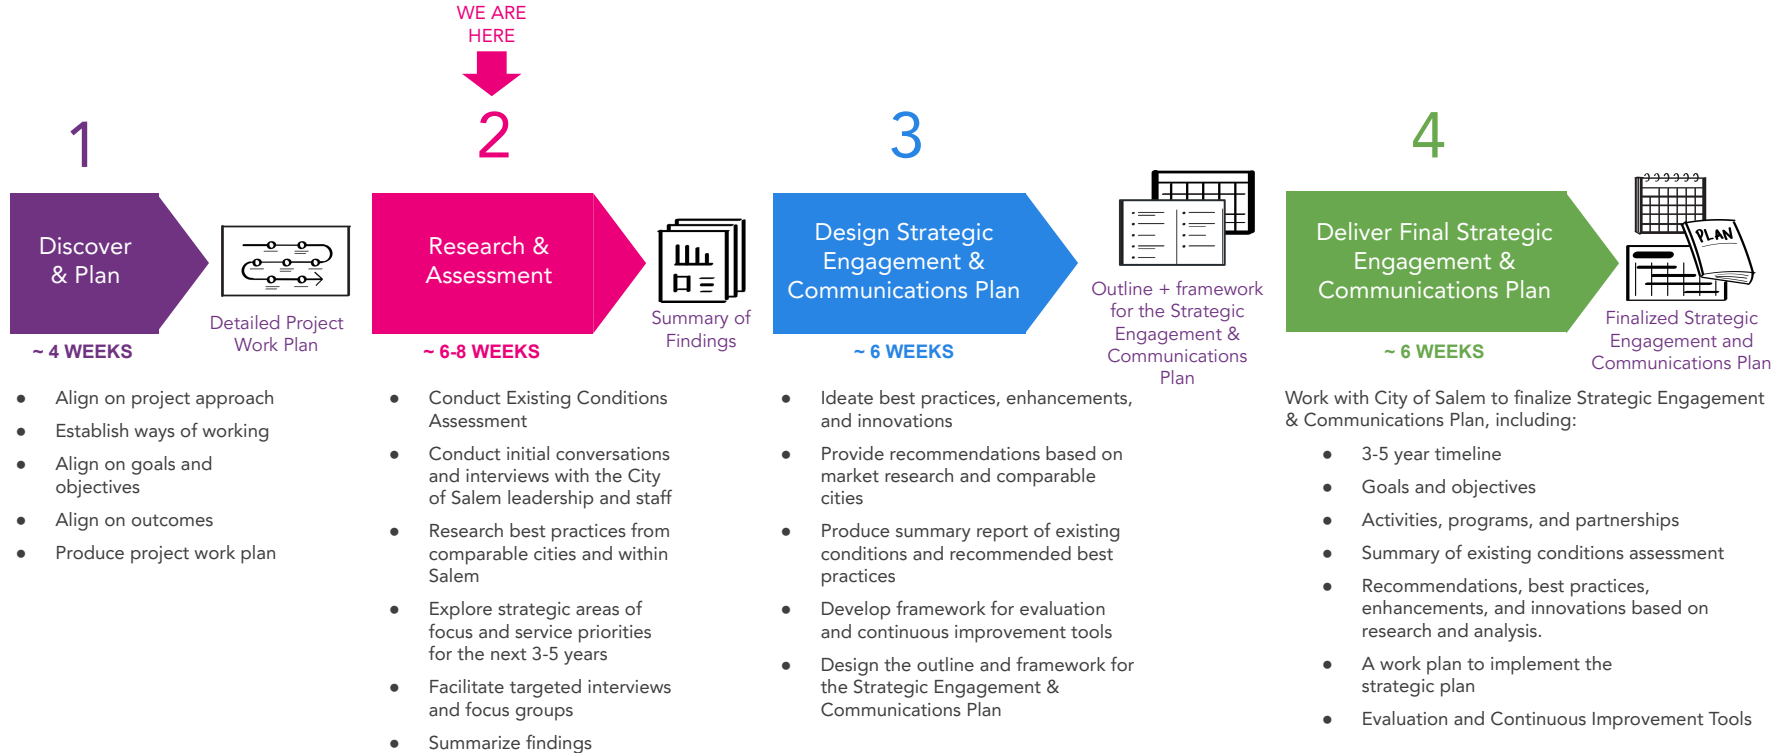 WE ARE
HERE
1
Discover
& Plan
Detailed Project
Work Plan
~ 4 WEEKS
● Align on project approach
● Establish ways of working
● Align on goals and
objectives
● Align on outcomes
● Produce project work plan
2
Research &
Assessment
Summary of
Findings
~ 6-8 WEEKS
● Conduct Existing Conditions
Assessment
● Conduct initial conversations
and interviews with the City
of Salem leadership and staff
● Research best practices from
comparable cities and within
Salem
● Explore strategic areas of
focus and service priorities
for the next 3-5 years
● Facilitate targeted interviews
and focus groups
● Summarize findings
3
Design Strategic
Engagement &
Communications Plan
Outline + framework
for the Strategic
Engagement &
Communications
Plan
~ 6 WEEKS
● Ideate best practices, enhancements,
and innovations
● Provide recommendations based on
market research and comparable
cities
● Produce summary report of existing
conditions and recommended best
practices
● Develop framework for evaluation
and continuous improvement tools
● Design the outline and framework for
the Strategic Engagement &
Communications Plan
4
Deliver Final Strategic
Engagement &
Communications Plan
PLAN
Finalized Strategic
Engagement and
Communications Plan
~ 6 WEEKS
Work with City of Salem to finalize Strategic Engagement
& Communications Plan, including:
● 3-5 year timeline
● Goals and objectives
● Activities, programs, and partnerships
● Summary of existing conditions assessment
● Recommendations, best practices,
enhancements, and innovations based on
research and analysis.
● A work plan to implement the
strategic plan
● Evaluation and Continuous Improvement Tools